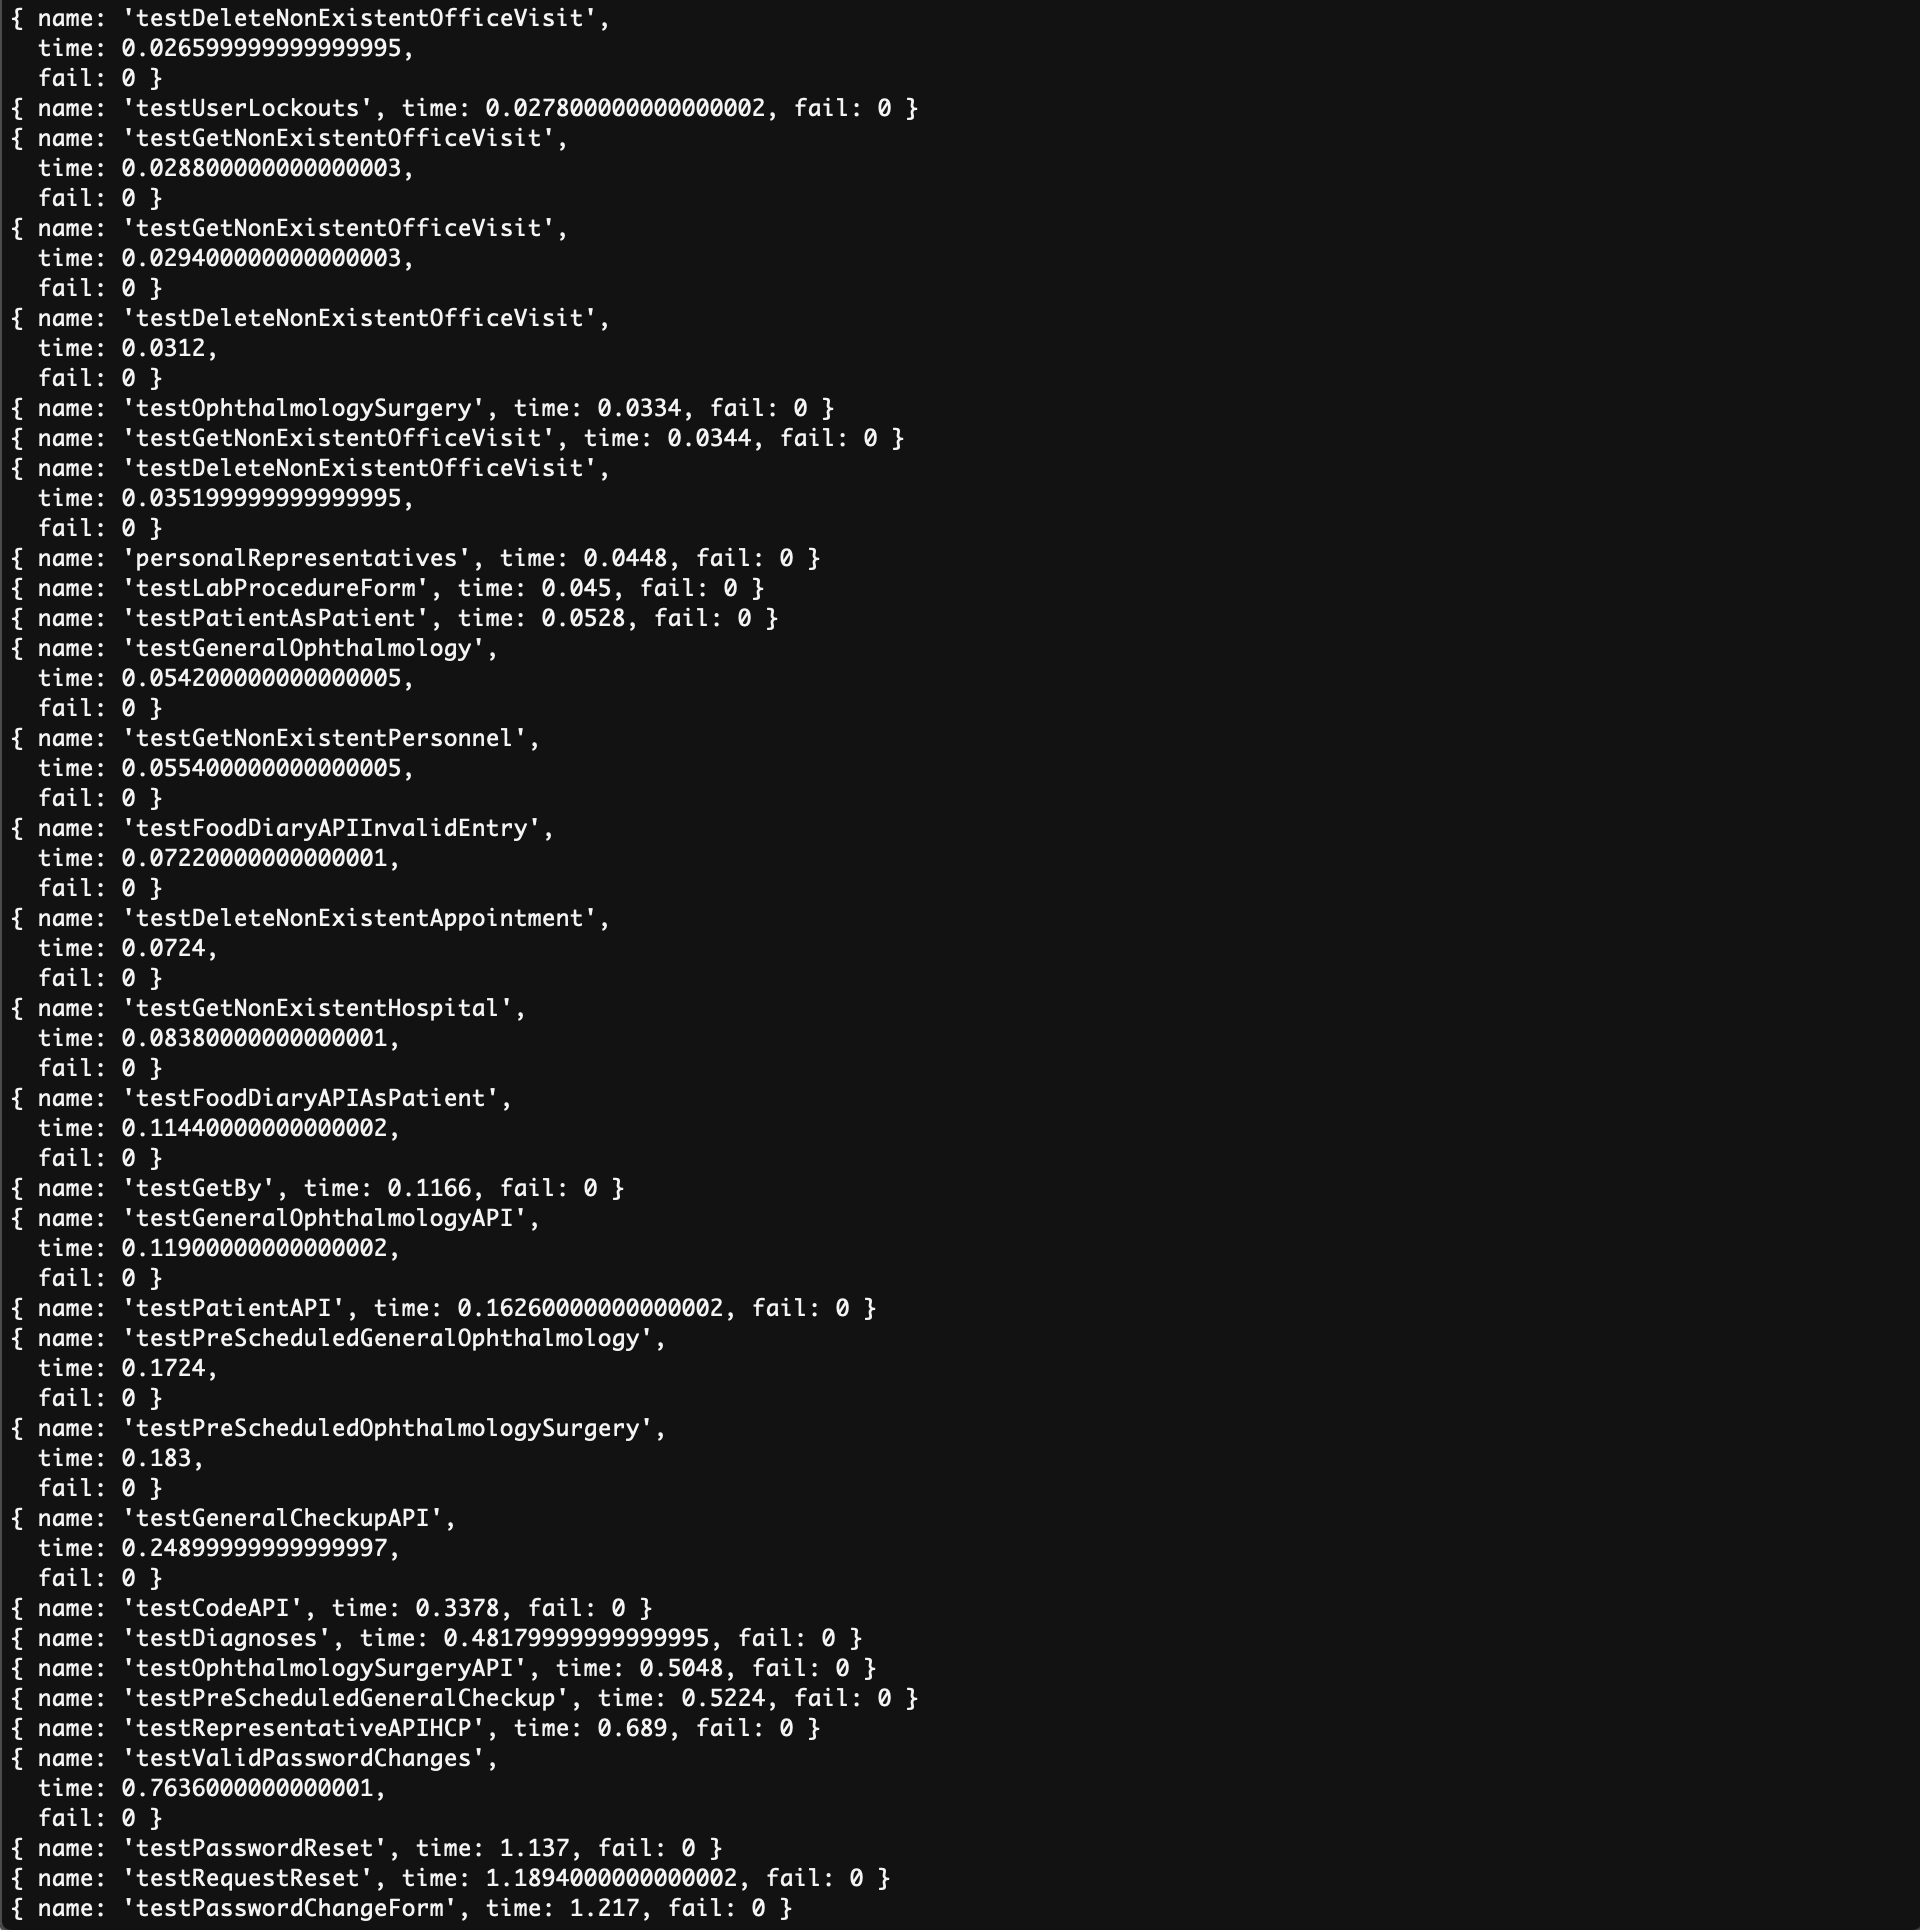 { name: 'testDeleteNonExistentOfficeVisit',
  time: 0.026599999999999995,
  fail: 0 }
{ name: 'testUserLockouts', time: 0.027800000000000002, fail: 0 }
{ name: 'testGetNonExistentOfficeVisit',
  time: 0.028800000000000003,
  fail: 0 }
{ name: 'testGetNonExistentOfficeVisit',
  time: 0.029400000000000003,
  fail: 0 }
{ name: 'testDeleteNonExistentOfficeVisit',
  time: 0.0312,
  fail: 0 }
{ name: 'testOphthalmologySurgery', time: 0.0334, fail: 0 }
{ name: 'testGetNonExistentOfficeVisit', time: 0.0344, fail: 0 }
{ name: 'testDeleteNonExistentOfficeVisit',
  time: 0.035199999999999995,
  fail: 0 }
{ name: 'personalRepresentatives', time: 0.0448, fail: 0 }
{ name: 'testLabProcedureForm', time: 0.045, fail: 0 }
{ name: 'testPatientAsPatient', time: 0.0528, fail: 0 }
{ name: 'testGeneralOphthalmology',
  time: 0.054200000000000005,
  fail: 0 }
{ name: 'testGetNonExistentPersonnel',
  time: 0.055400000000000005,
  fail: 0 }
{ name: 'testFoodDiaryAPIInvalidEntry',
  time: 0.07220000000000001,
  fail: 0 }
{ name: 'testDeleteNonExistentAppointment',
  time: 0.0724,
  fail: 0 }
{ name: 'testGetNonExistentHospital',
  time: 0.08380000000000001,
  fail: 0 }
{ name: 'testFoodDiaryAPIAsPatient',
  time: 0.11440000000000002,
  fail: 0 }
{ name: 'testGetBy', time: 0.1166, fail: 0 }
{ name: 'testGeneralOphthalmologyAPI',
  time: 0.11900000000000002,
  fail: 0 }
{ name: 'testPatientAPI', time: 0.16260000000000002, fail: 0 }
{ name: 'testPreScheduledGeneralOphthalmology',
  time: 0.1724,
  fail: 0 }
{ name: 'testPreScheduledOphthalmologySurgery',
  time: 0.183,
  fail: 0 }
{ name: 'testGeneralCheckupAPI',
  time: 0.24899999999999997,
  fail: 0 }
{ name: 'testCodeAPI', time: 0.3378, fail: 0 }
{ name: 'testDiagnoses', time: 0.48179999999999995, fail: 0 }
{ name: 'testOphthalmologySurgeryAPI', time: 0.5048, fail: 0 }
{ name: 'testPreScheduledGeneralCheckup', time: 0.5224, fail: 0 }
{ name: 'testRepresentativeAPIHCP', time: 0.689, fail: 0 }
{ name: 'testValidPasswordChanges',
  time: 0.7636000000000001,
  fail: 0 }
{ name: 'testPasswordReset', time: 1.137, fail: 0 }
{ name: 'testRequestReset', time: 1.1894000000000002, fail: 0 }
{ name: 'testPasswordChangeForm', time: 1.217, fail: 0 }